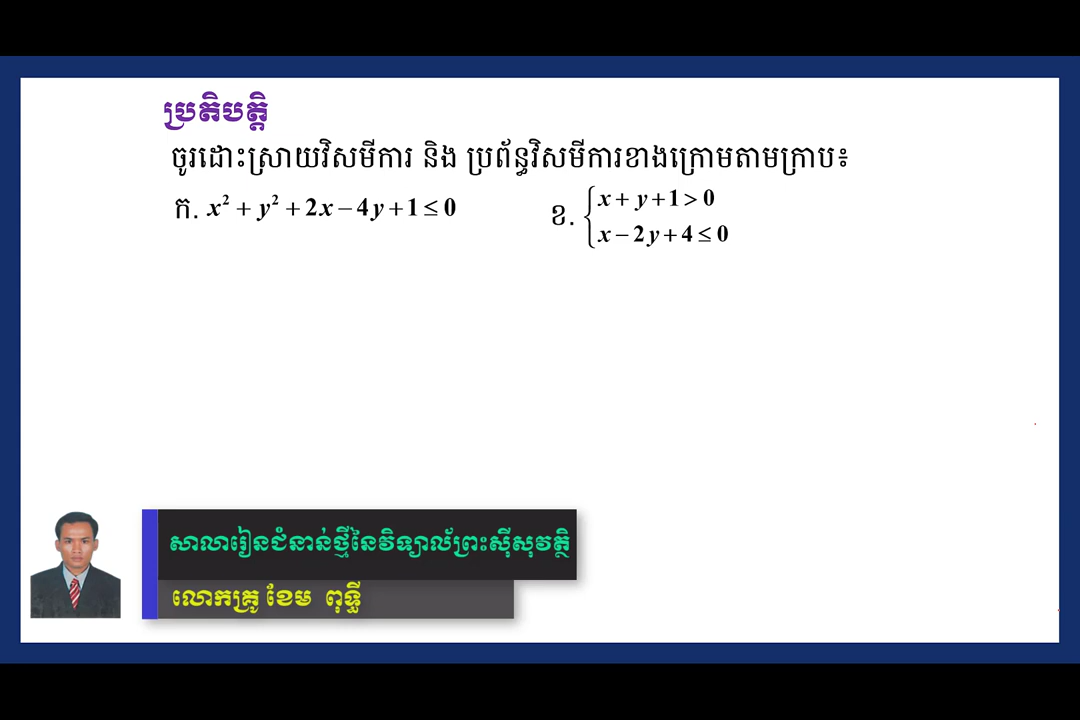 ប្រតិបត្តិ
ចូរដោះស្រាយវិសមីការ និង ប្រព័ន្ធវិសមីការខាងក្រោមតាមក្រាប៖
ក. x² + y² + 2x − 4y + 1 ≤ 0 ខ. { x + y + 1 > 0
x − 2y + 4 ≤ 0
សាលារៀនជំនាន់ថ្មីនៃវិទ្យាល័ព្រះស៊ីសុវត្ថិ
លោកគ្រូ ខែម ពុទ្ធី